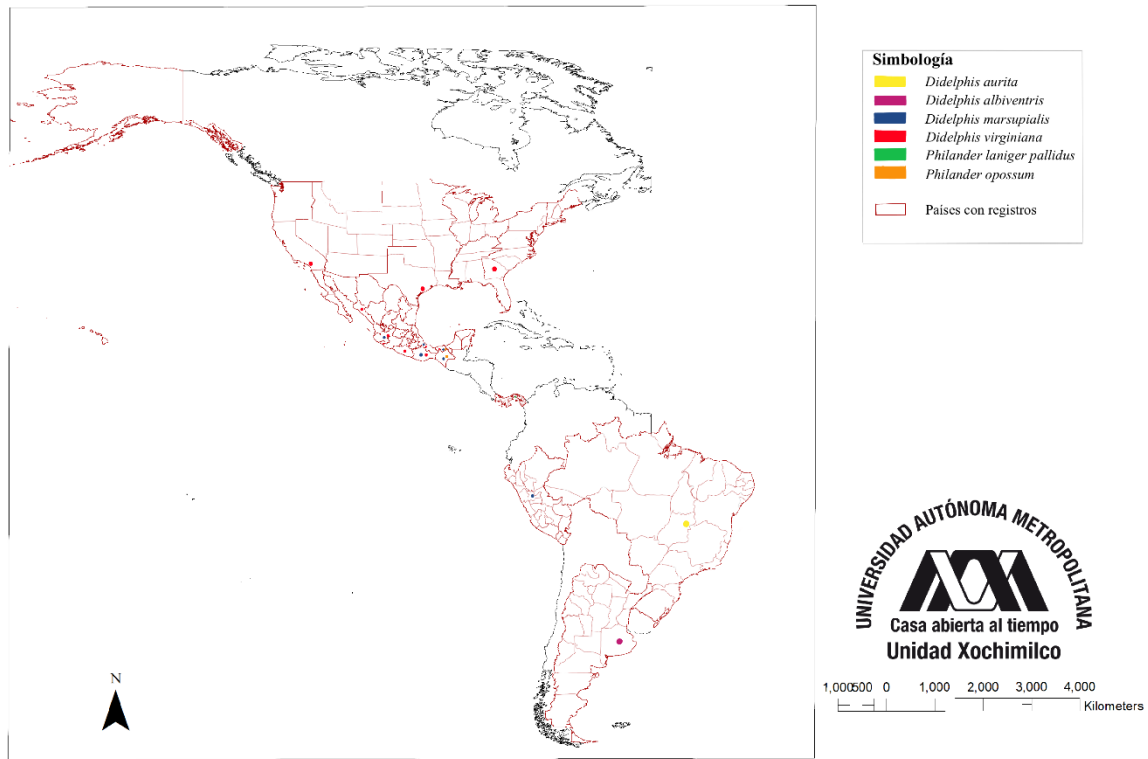 Simbología
Didelphis aurita
Didelphis albiventris
Didelphis marsupialis
Didelphis virginiana
Philander laniger pallidus
Philander opossum
Países con registros
N
UNIVERSIDAD AUTÓNOMA METROPOLITANA
Casa abierta al tiempo
Unidad Xochimilco
1,000500 0 1,000 2,000 3,000 4,000
Kilometers